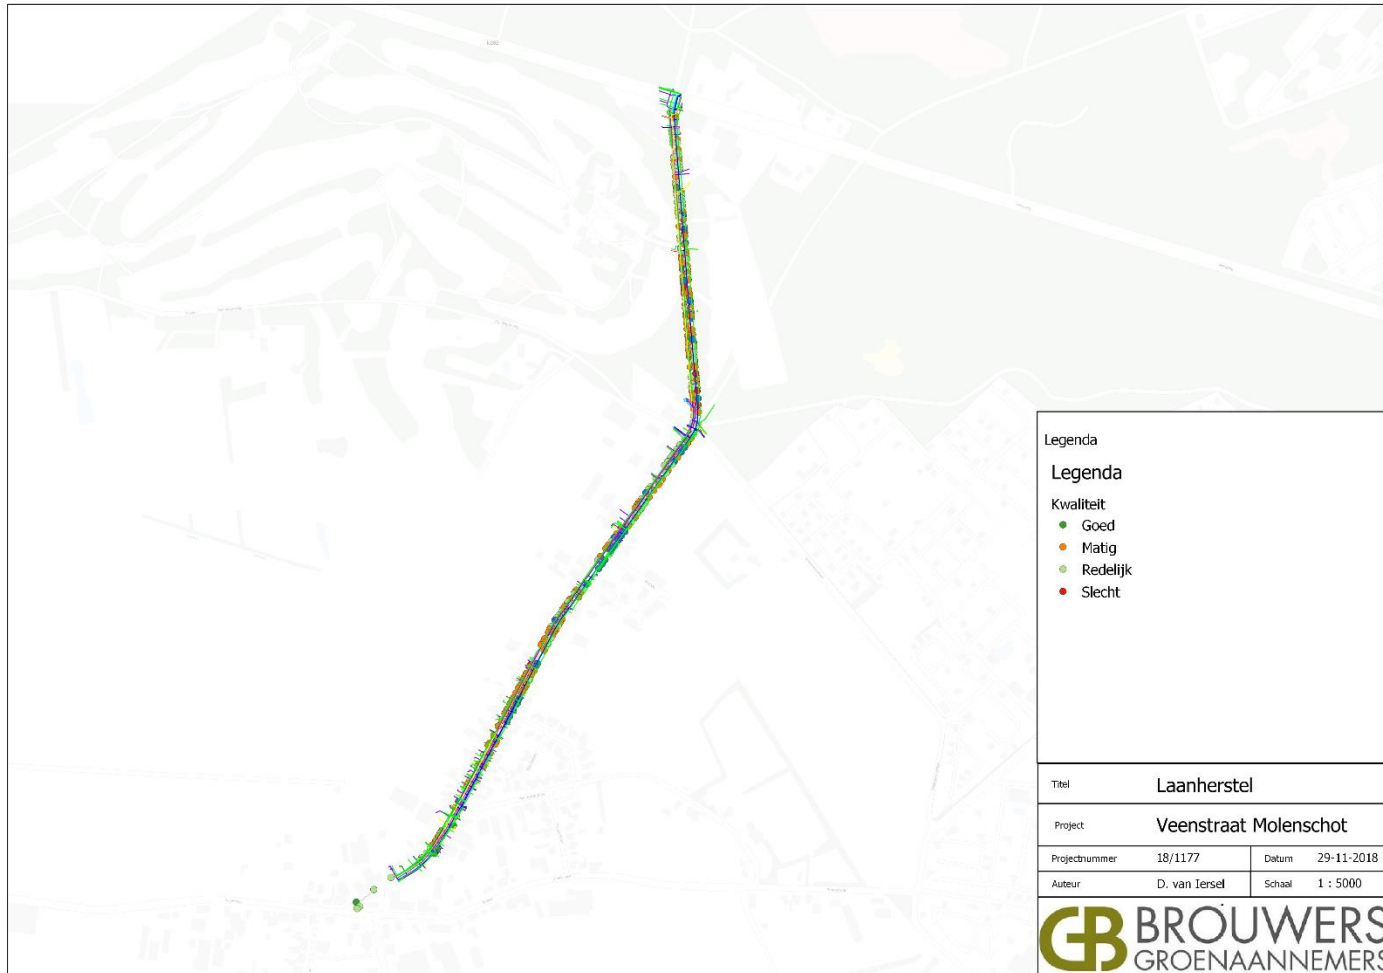 Legenda
Legenda
Kwaliteit
Goed
Matig
Redelijk
Slecht
Titel Laanherstel
Project Veenstraat Molenschot
Projectnummer 18/1177 Datum 29-11-2018
Auteur D. van Iersel Schaal 1 : 5000
GB BROUWERS
GROENAANNEMERS